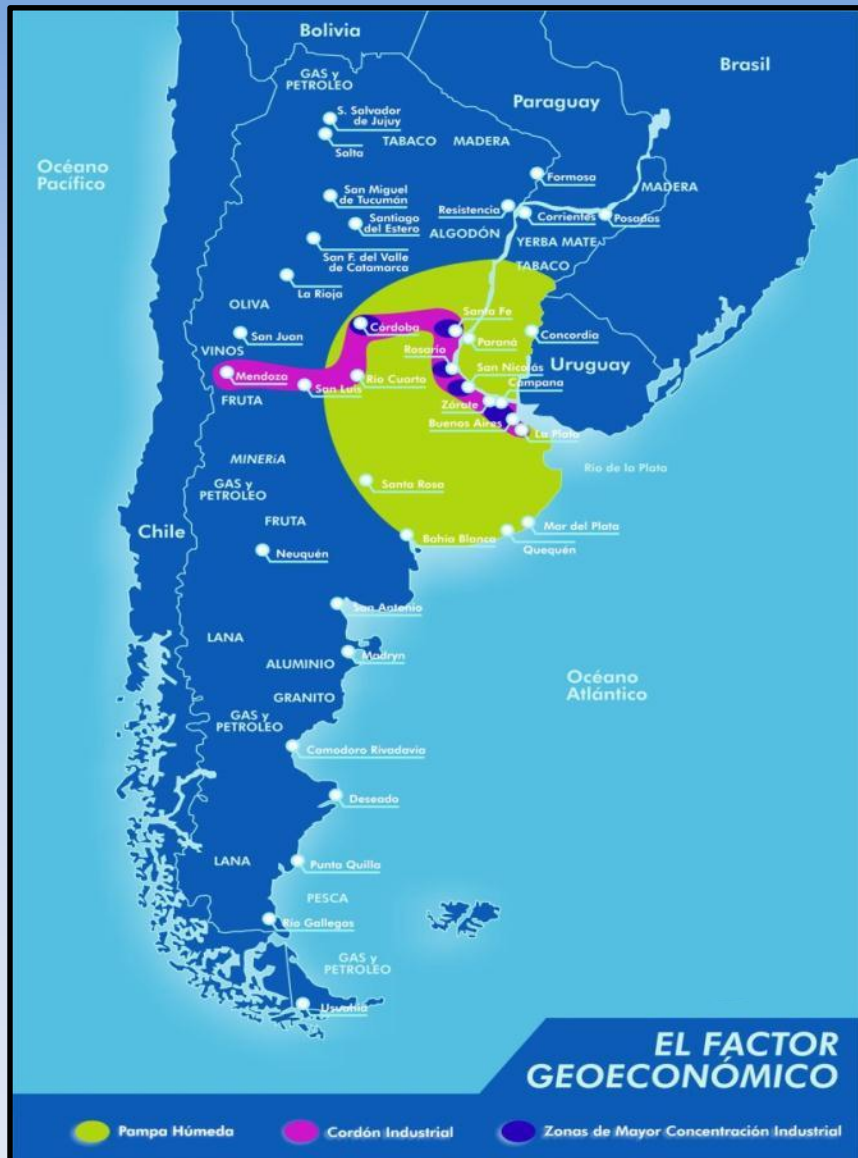 Bolivia
Brasil
GAS y
PETROLEO
Paraguay
S. Salvador
de Jujuy
TABACO
MADERA
Salta
Océano
Pacífico
Formosa
MADERA
San Miguel
de Tucumán
Resistencia
Corrientes
Posadas
Santiago
del Estero
ALGODÓN
YERBA MATE
San F. del Valle
de Catamarca
TABACO
La Rioja
OLIVA
Santa Fe
Córdoba
San Juan
Paraná
Concordia
Rosario
VINOS
Uruguay
San Nicolás
Mendoza
Río Cuarto
San Luis
Campana
FRUTA
Zárate
Buenos Aires
La Plata
MINERÍA
Río de la Plata
GAS y
PETROLEO
Santa Rosa
FRUTA
Mar del Plata
Chile
Bahía Blanca
Quequén
Neuquén
San Antonio
LANA
Madryn
ALUMINIO
Océano
Atlántico
GRANITO
GAS y
PETROLEO
Comodoro Rivadavia
Deseado
LANA
Punta Quilla
PESCA
Río Gallegos
GAS y
PETROLEO
Usuahia
EL FACTOR
GEOECONÓMICO
Pampa Húmeda
Cordón Industrial
Zonas de Mayor Concentración Industrial